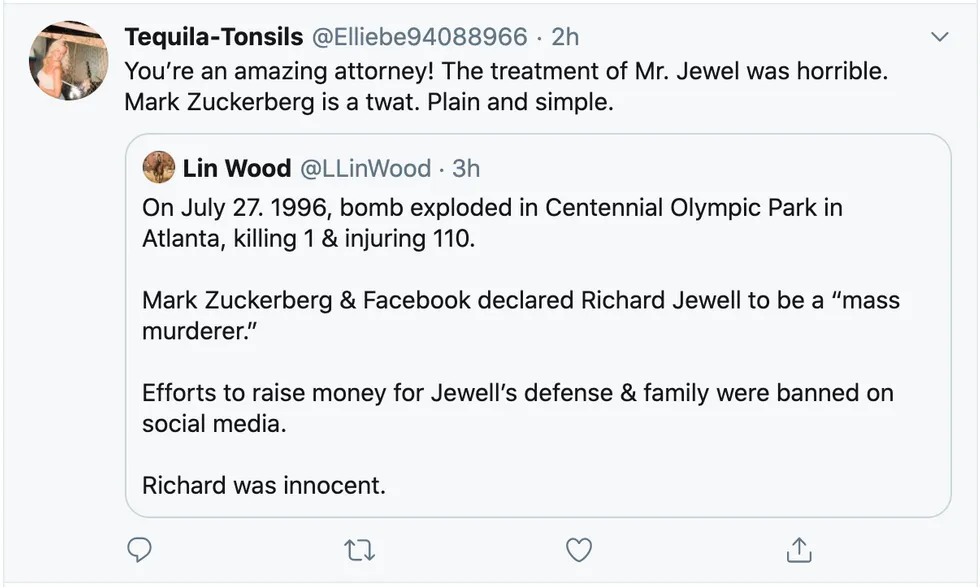 Tequila-Tonsils @Elliebe94088966 · 2h
You’re an amazing attorney! The treatment of Mr. Jewel was horrible.
Mark Zuckerberg is a twat. Plain and simple.
Lin Wood @LLinWood · 3h
On July 27. 1996, bomb exploded in Centennial Olympic Park in
Atlanta, killing 1 & injuring 110.
Mark Zuckerberg & Facebook declared Richard Jewell to be a “mass
murderer.”
Efforts to raise money for Jewell’s defense & family were banned on
social media.
Richard was innocent.